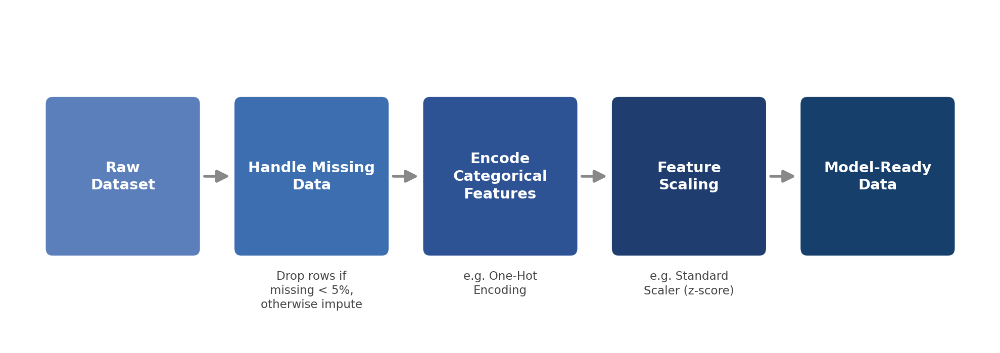 Raw
Dataset
Handle Missing
Data
Encode
Categorical
Features
Feature
Scaling
Model-Ready
Data
Drop rows if
missing < 5%,
otherwise impute
e.g. One-Hot
Encoding
e.g. Standard
Scaler (z-score)